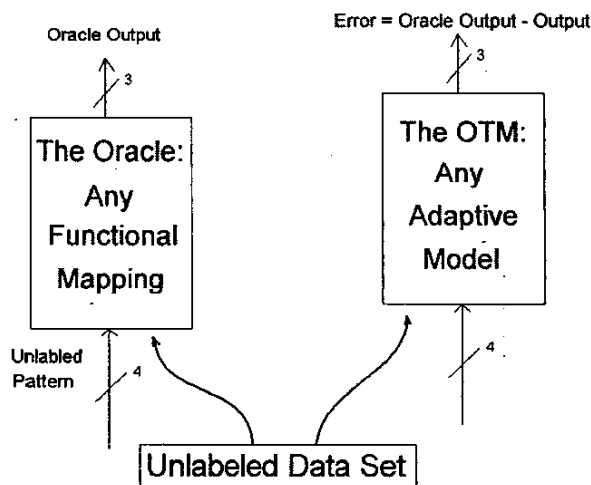 Oracle Output
Error = Oracle Output - Output
3
3
The Oracle:
Any
Functional
Mapping
The OTM:
Any
Adaptive
Model
Unlabled
Pattern
4
4
Unlabeled Data Set